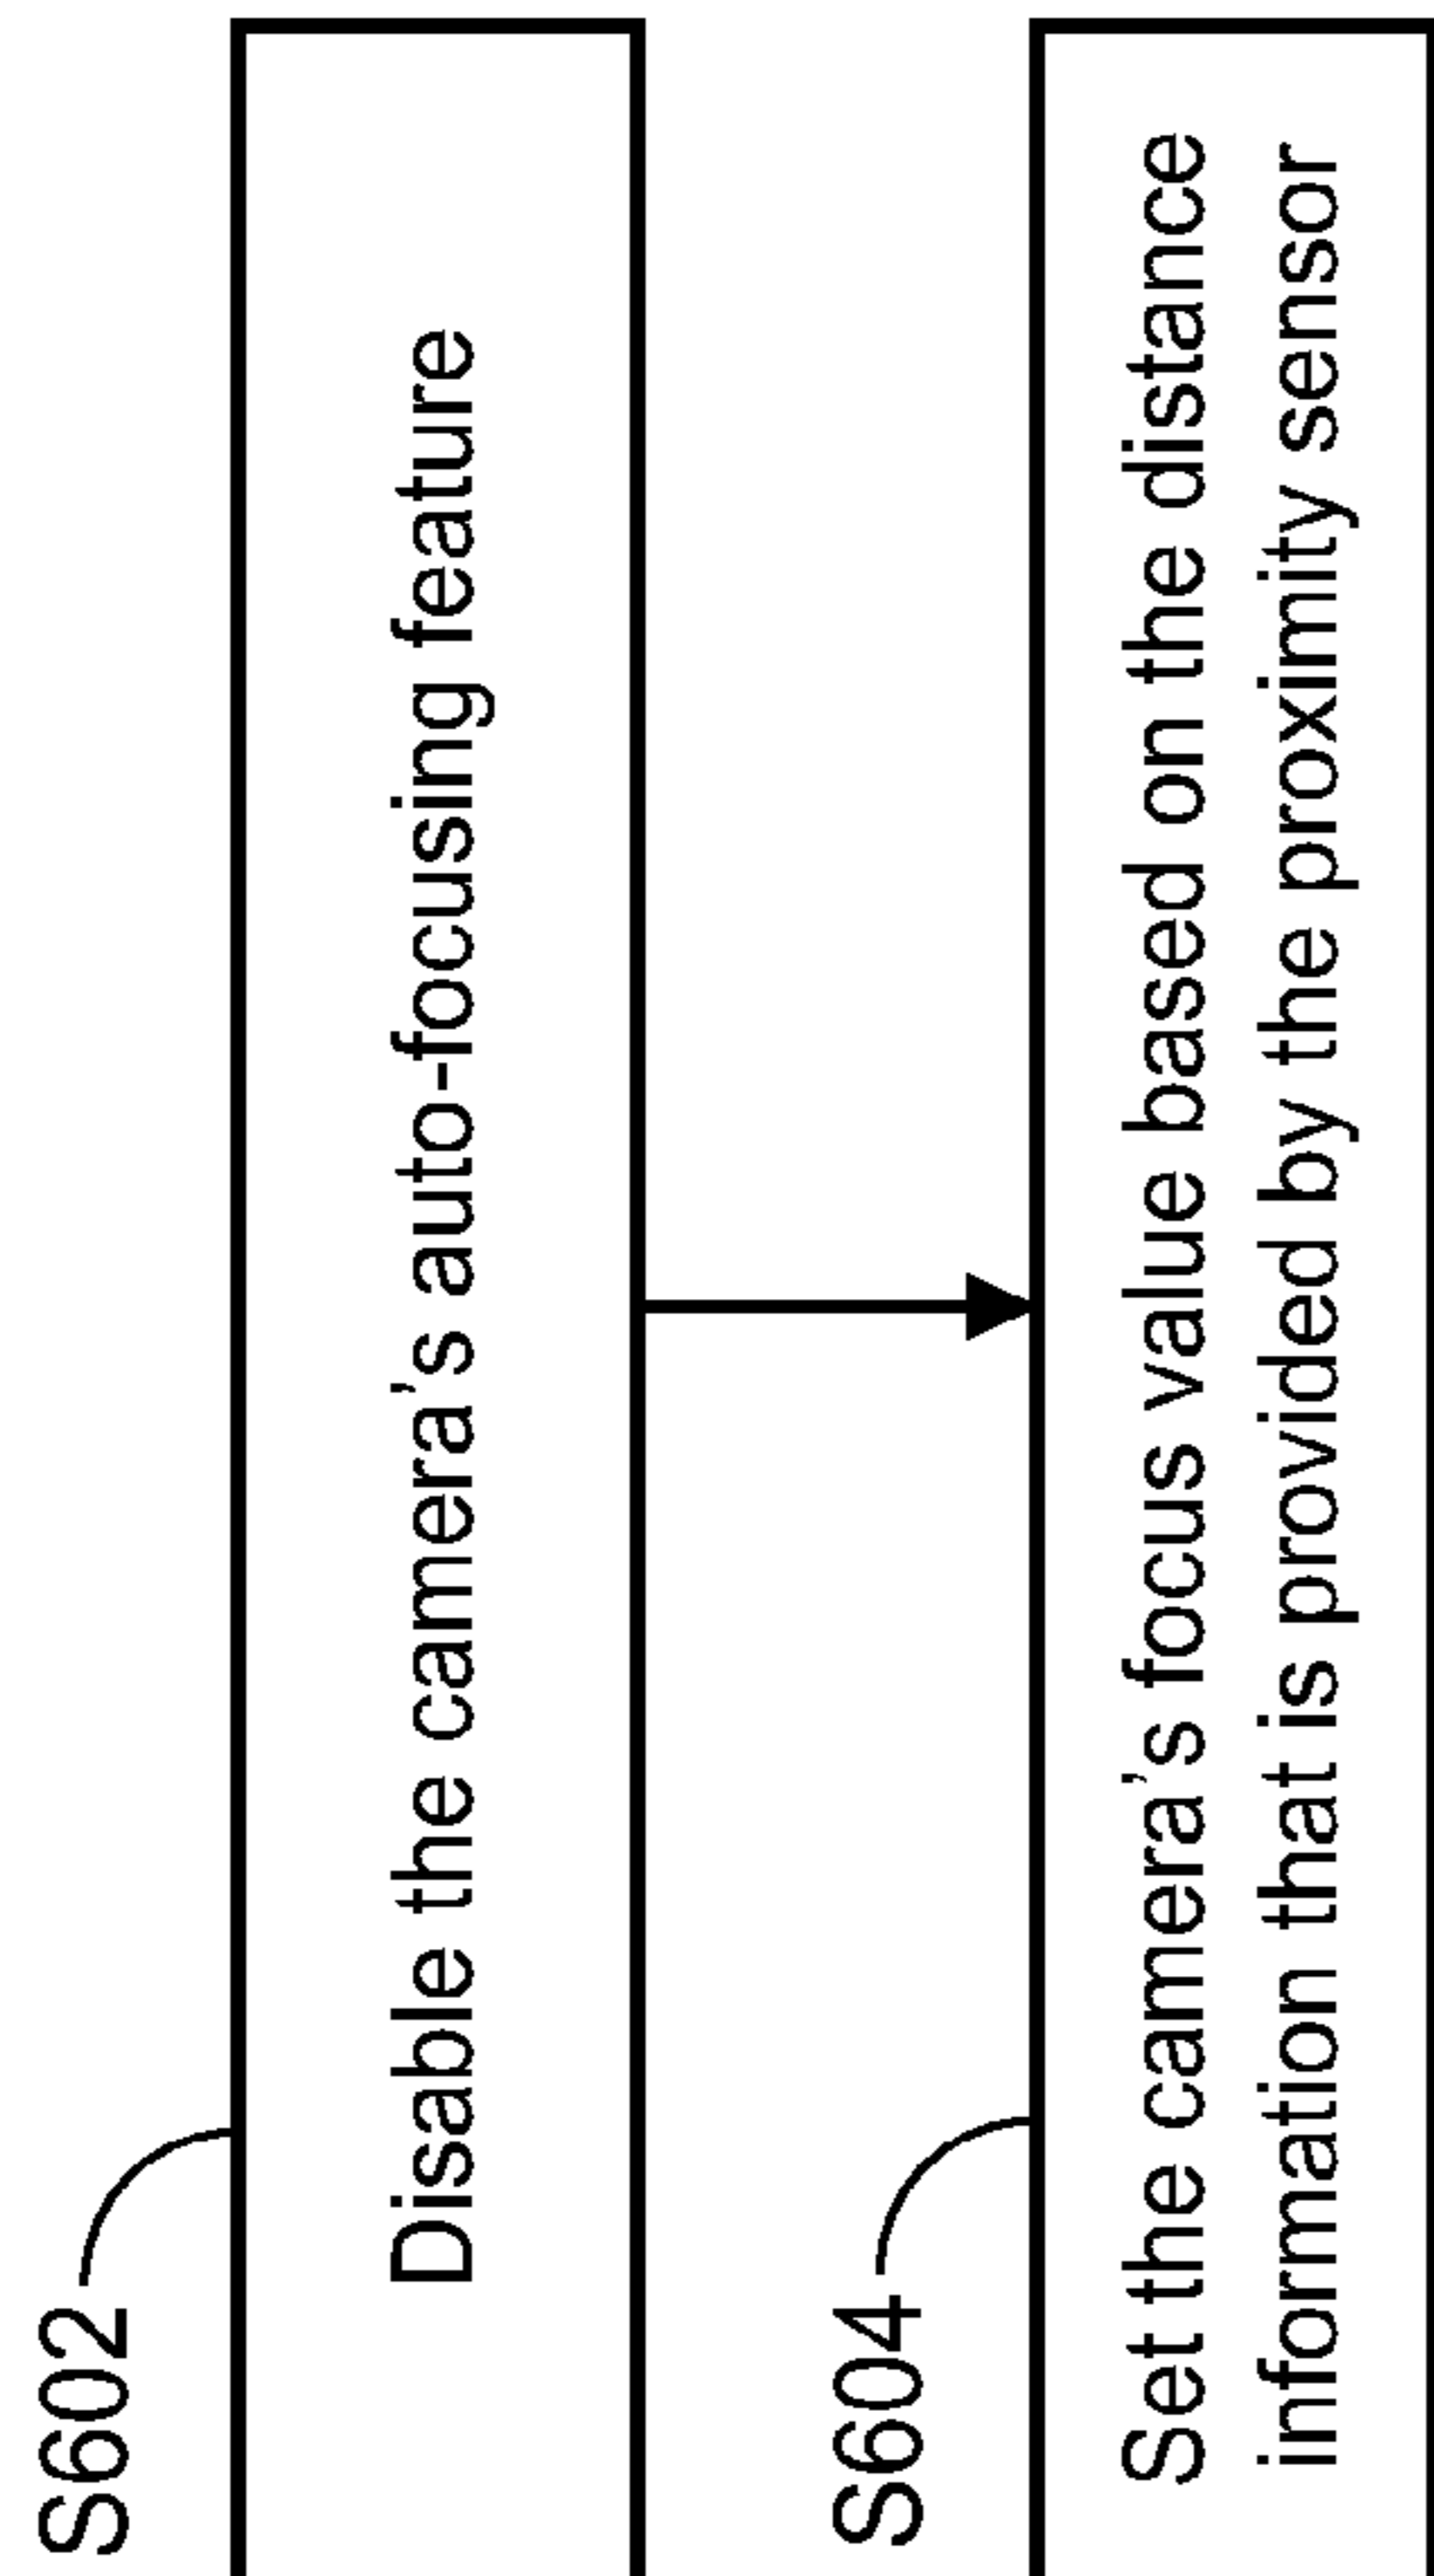 S602
Disable the camera's auto-focusing feature
S604
Set the camera's focus value based on the distance
information that is provided by the proximity sensor